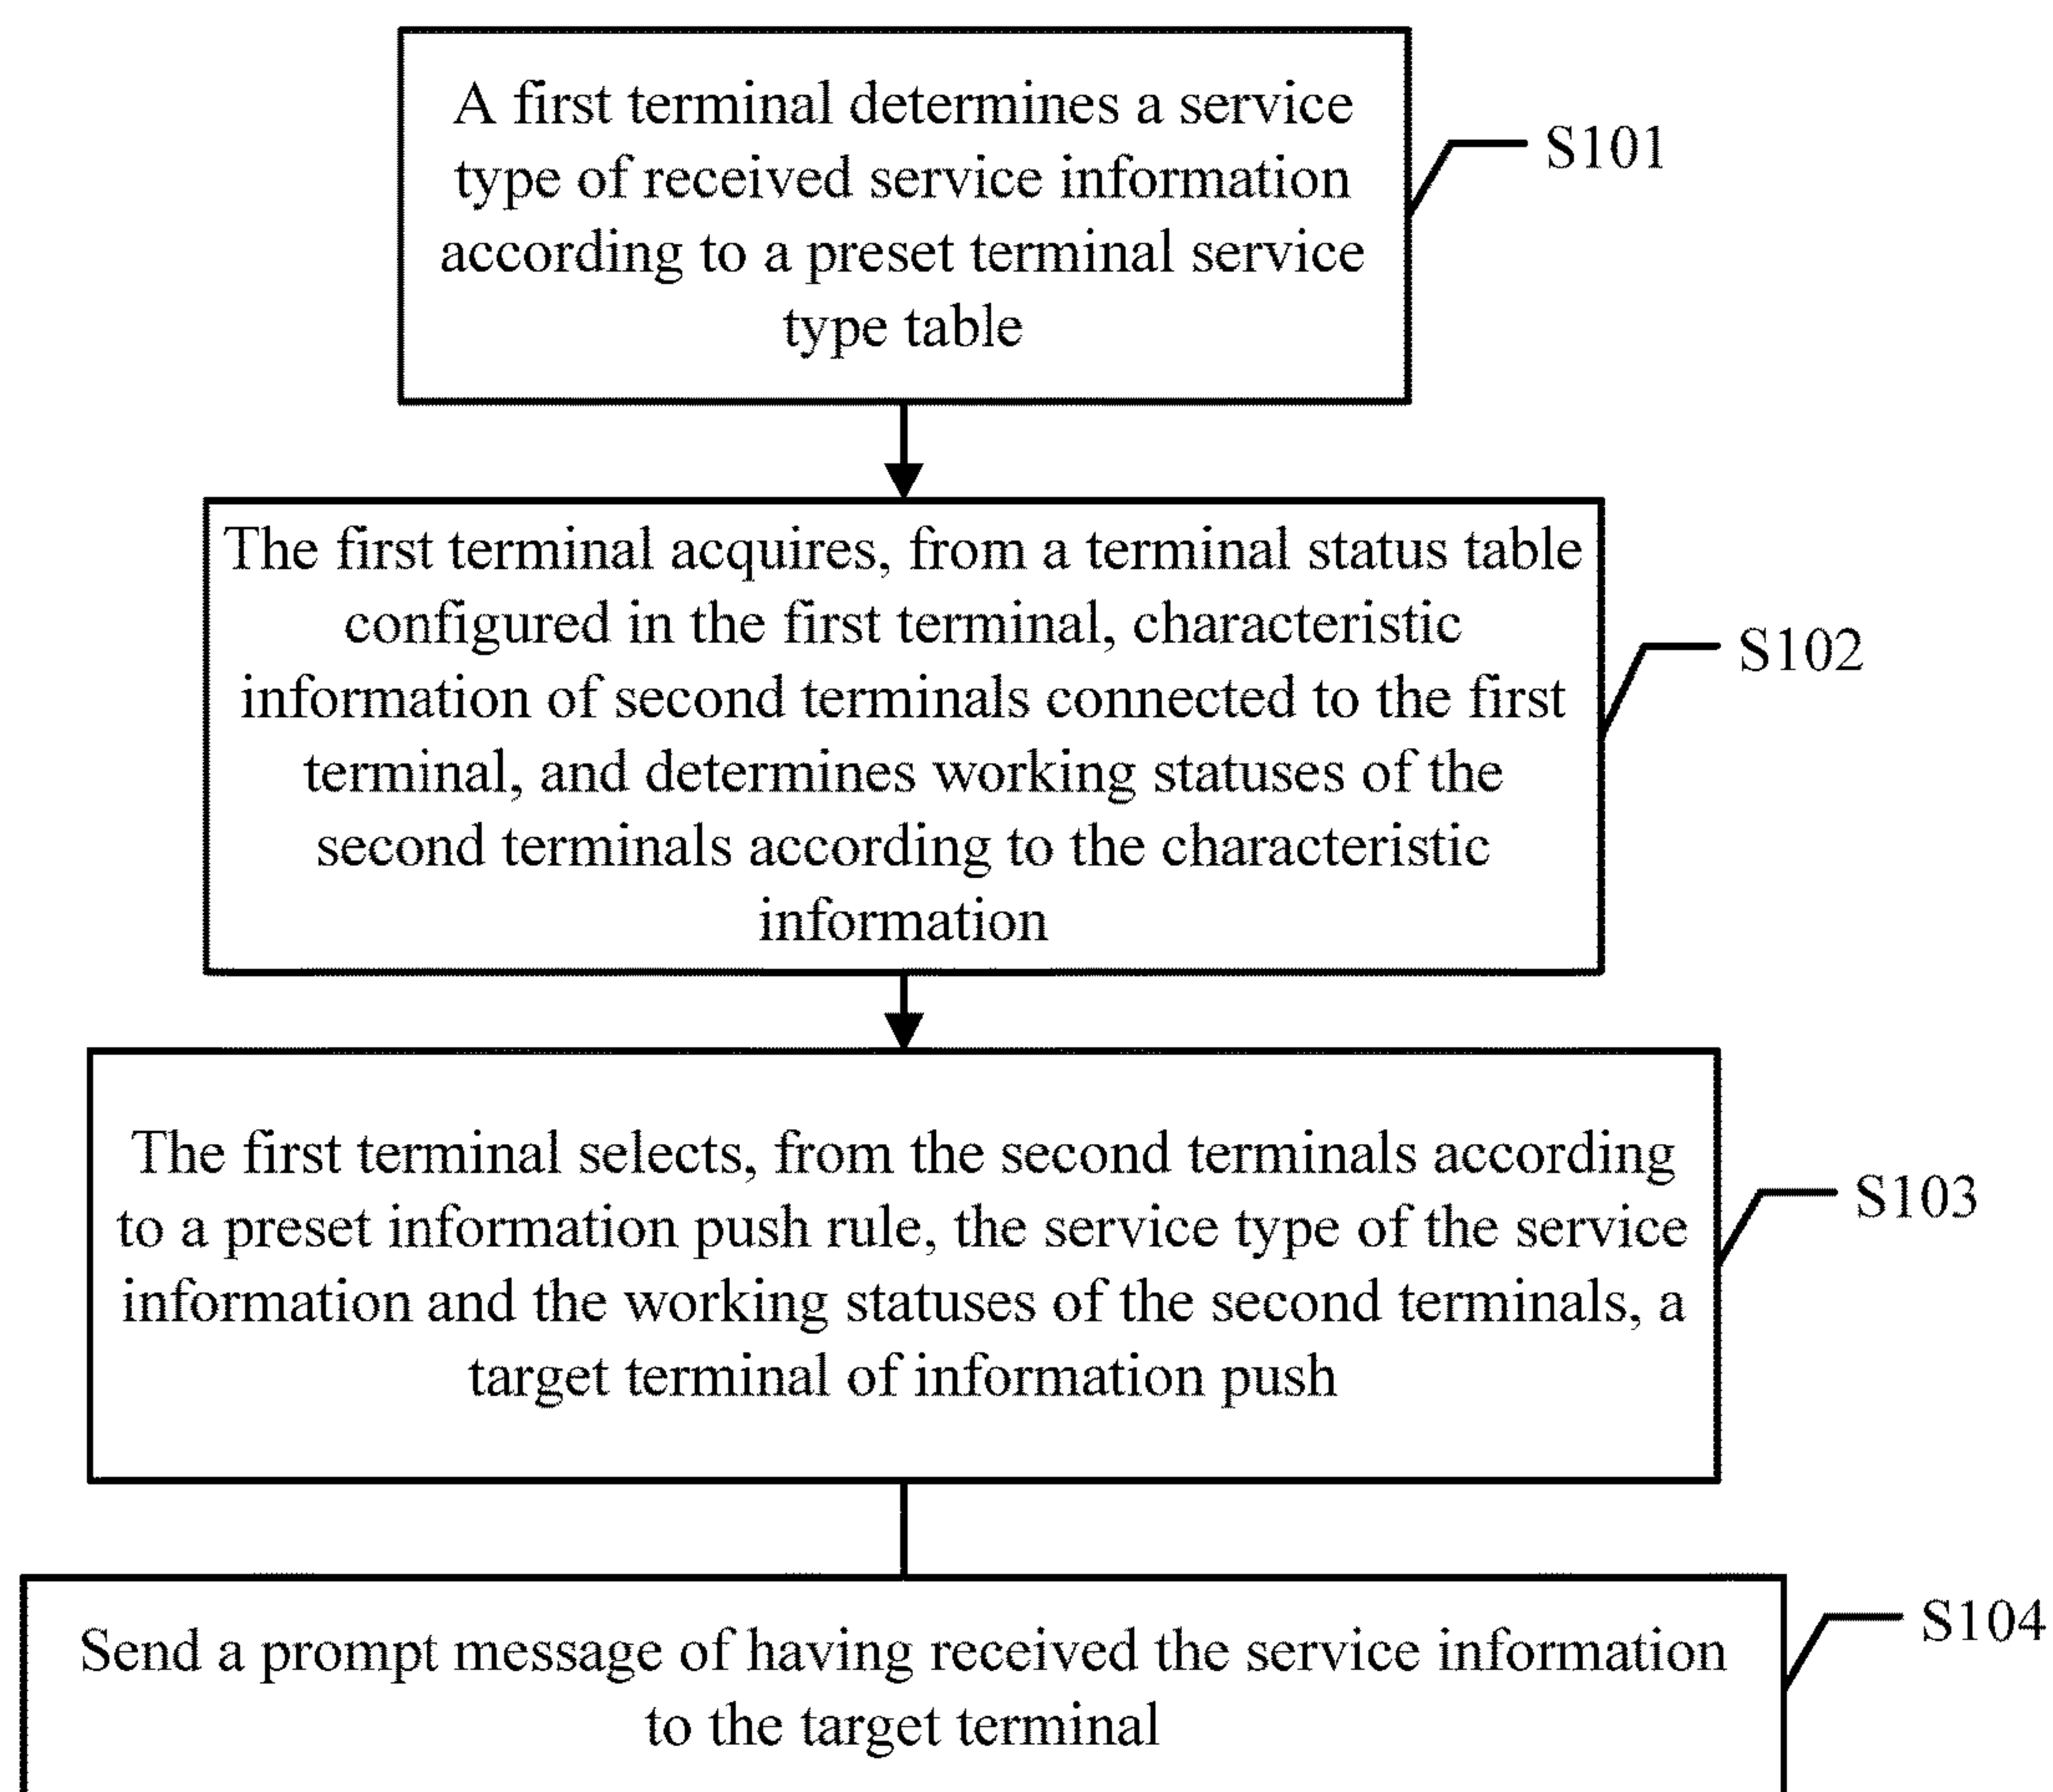 A first terminal determines a service
type of received service information
according to a preset terminal service
type table
S101
The first terminal acquires, from a terminal status table
configured in the first terminal, characteristic
information of second terminals connected to the first
terminal, and determines working statuses of the
second terminals according to the characteristic
information
S102
The first terminal selects, from the second terminals according
to a preset information push rule, the service type of the service
information and the working statuses of the second terminals, a
target terminal of information push
S103
Send a prompt message of having received the service information
to the target terminal
S104